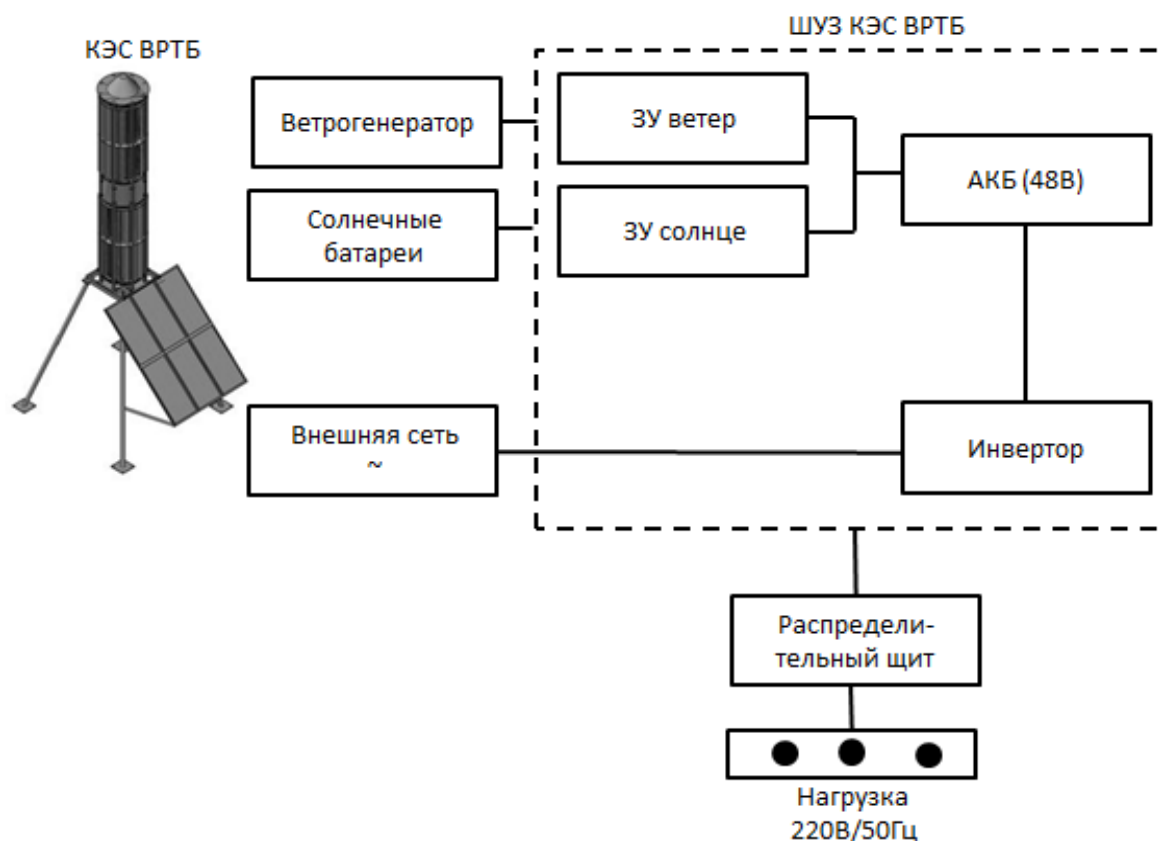 ШУЗ КЭС ВРТБ
КЭС ВРТБ
Ветрогенератор
ЗУ ветер
АКБ (48В)
Солнечные
батареи
ЗУ солнце
Внешняя сеть
~
Инвертор
Распредели-
тельный щит
Нагрузка
220В/50Гц